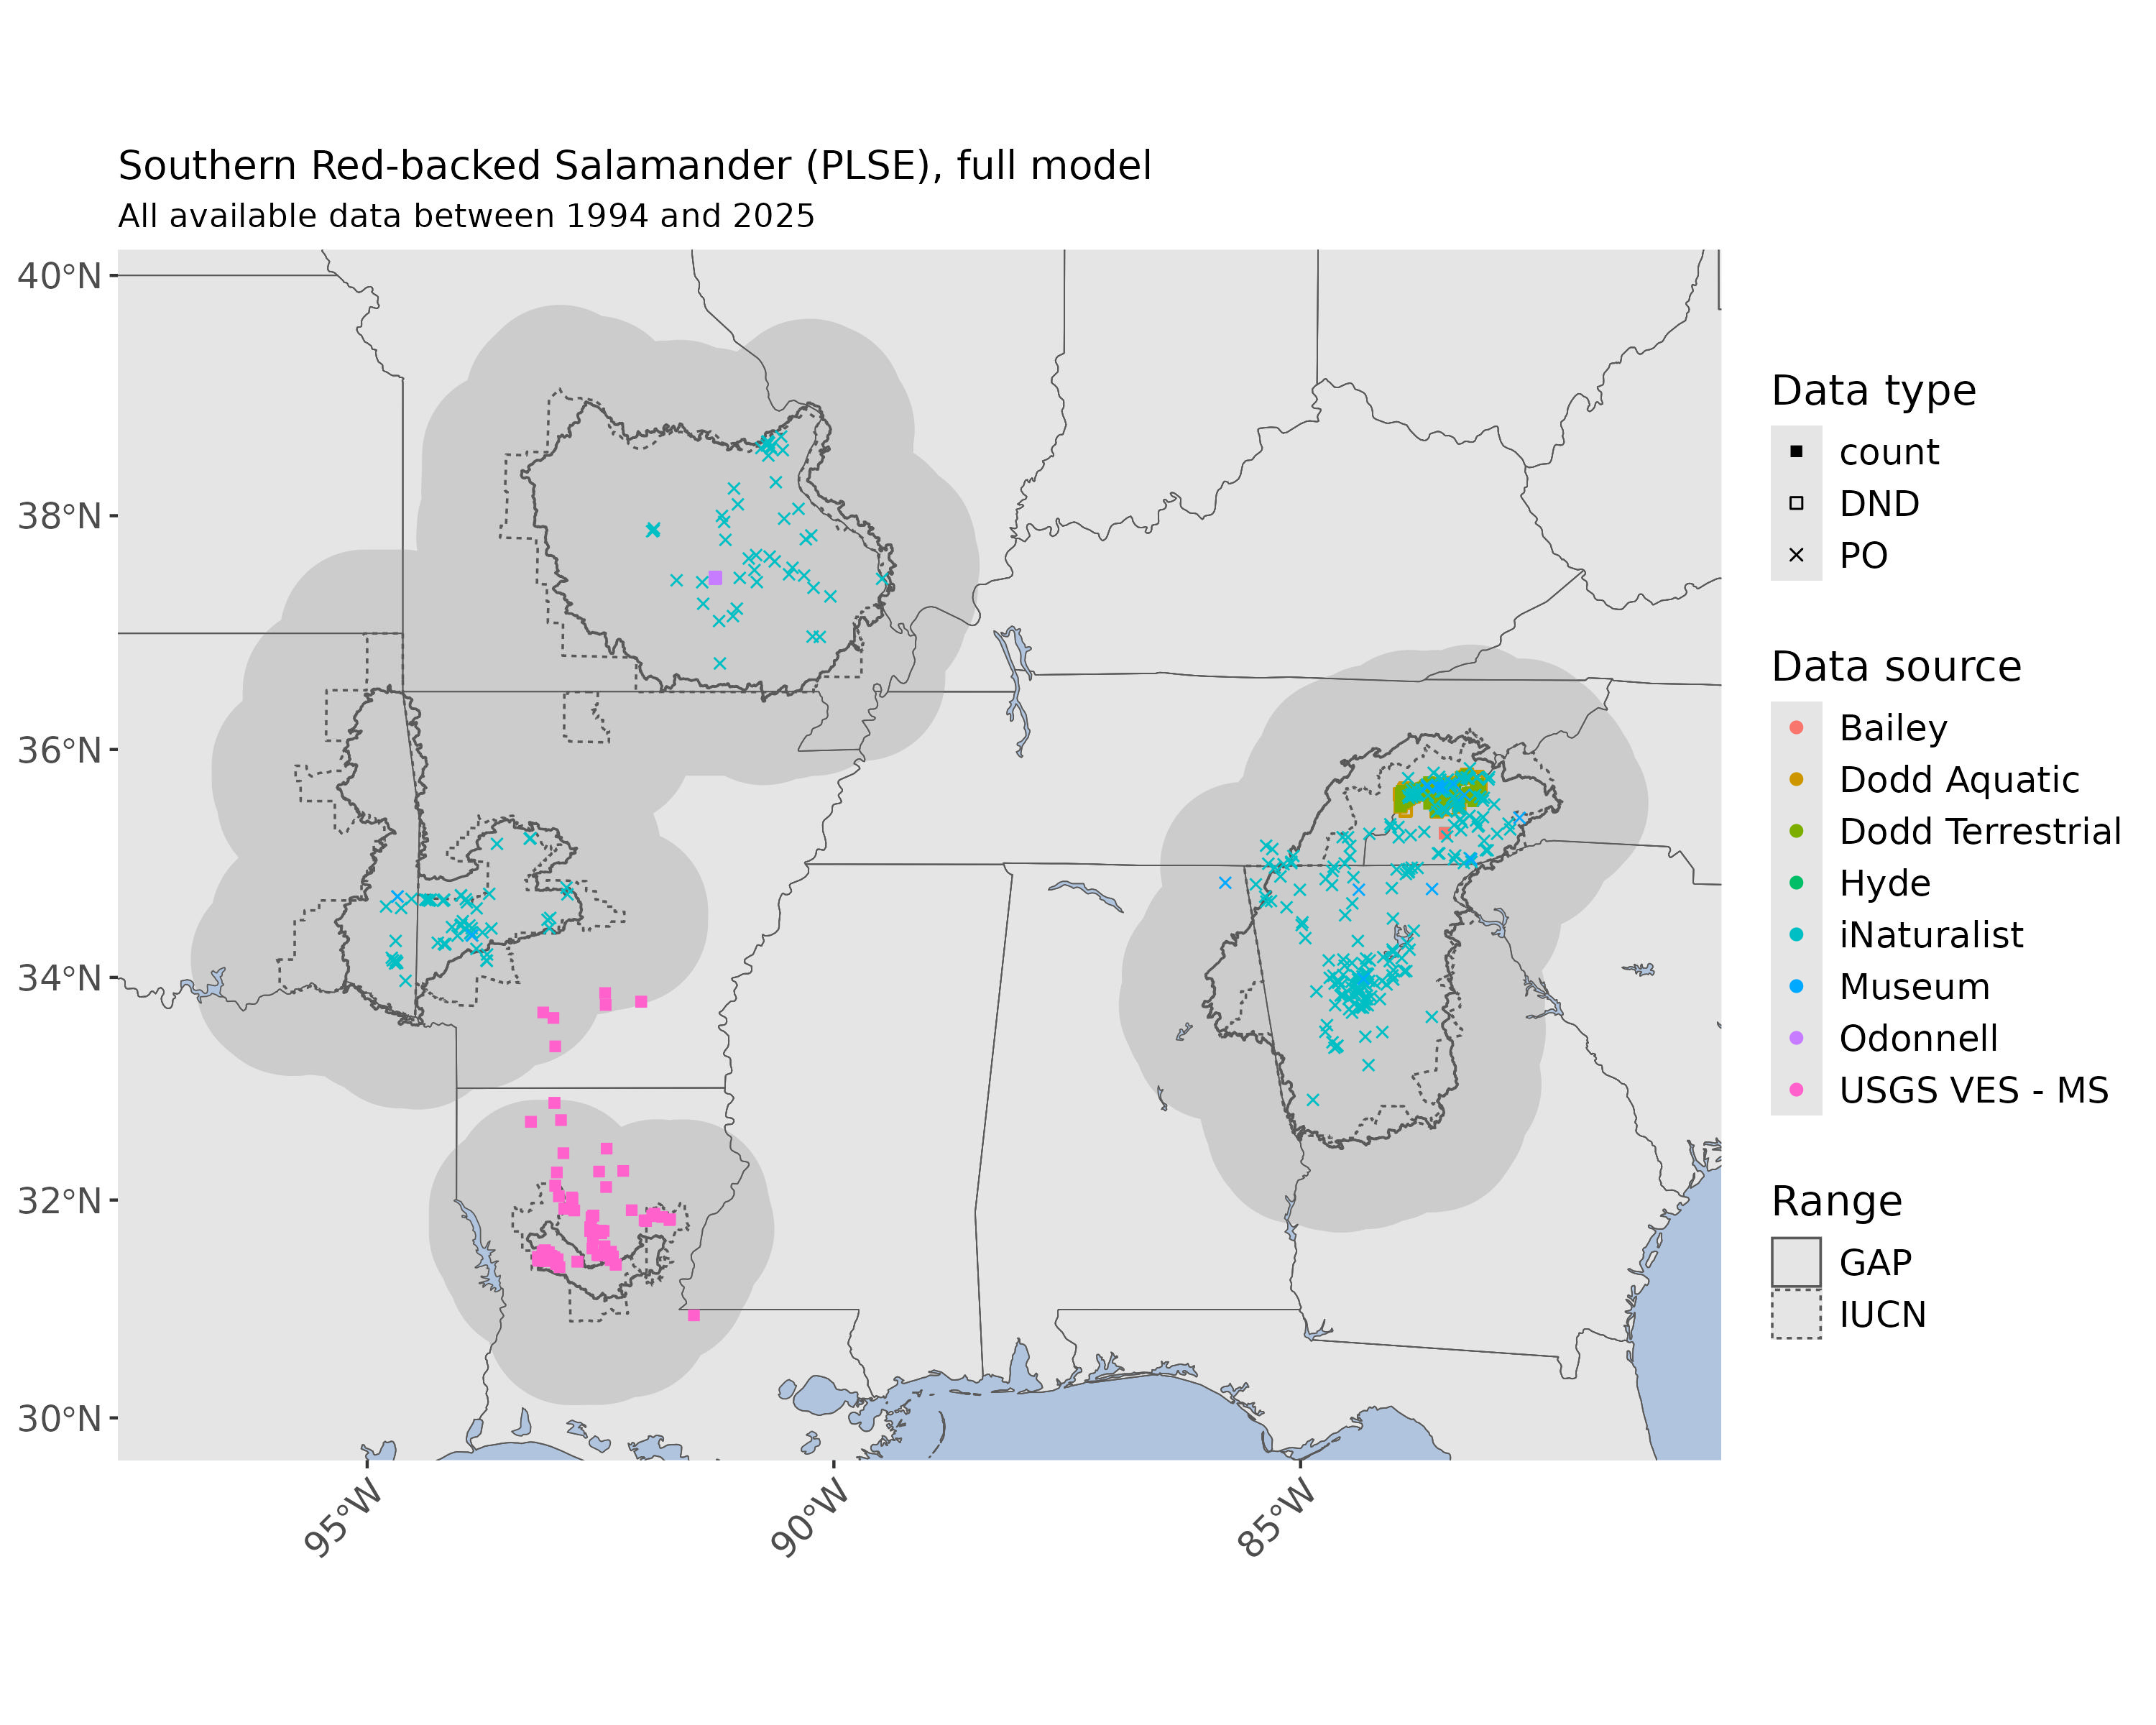 Southern Red-backed Salamander (PLSE), full model
All available data between 1994 and 2025
40°N
38°N
36°N
34°N
32°N
30°N
95°W
90°W
85°W
Data type
count
DND
PO
Data source
Bailey
Dodd Aquatic
Dodd Terrestrial
Hyde
iNaturalist
Museum
Odonnell
USGS VES - MS
Range
GAP
IUCN